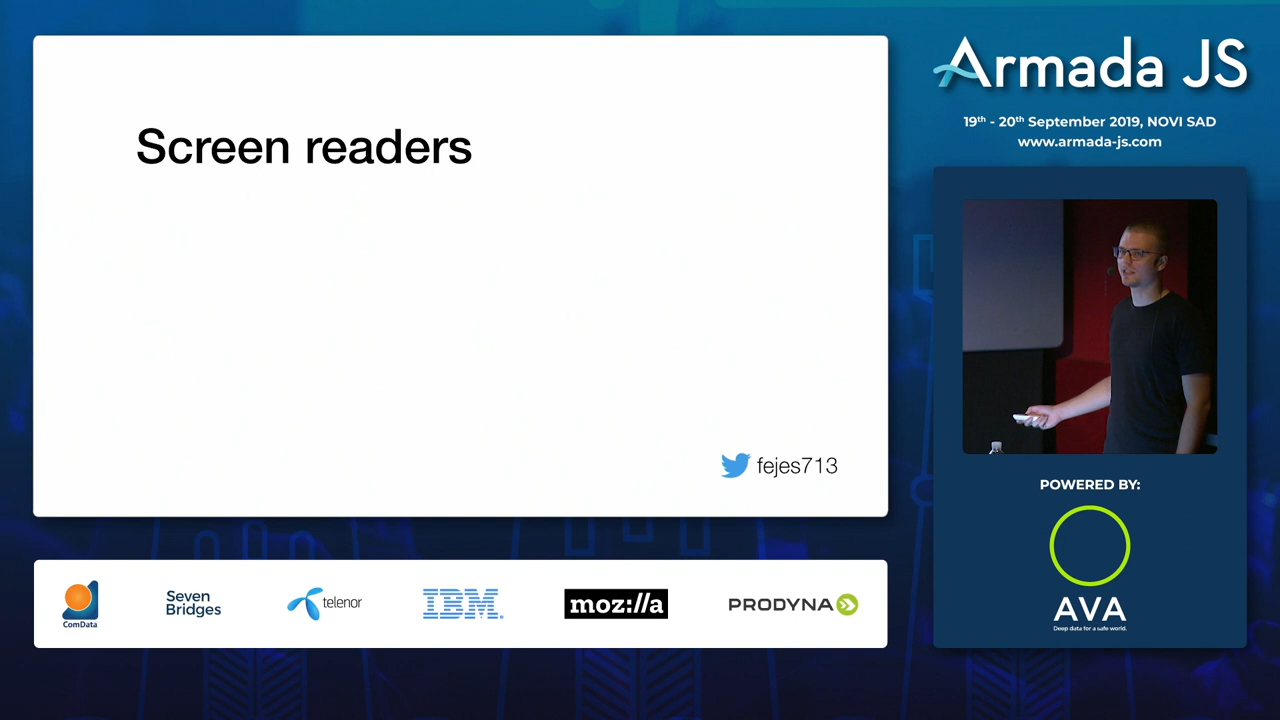 Screen readers
fejes713
Armada JS
19th - 20th September 2019, NOVI SAD
www.armada-js.com
POWERED BY:
AVA
Deep data for a safe world.
ComData
Seven
Bridges
telenor
IBM®
moz://a
PRODYNA